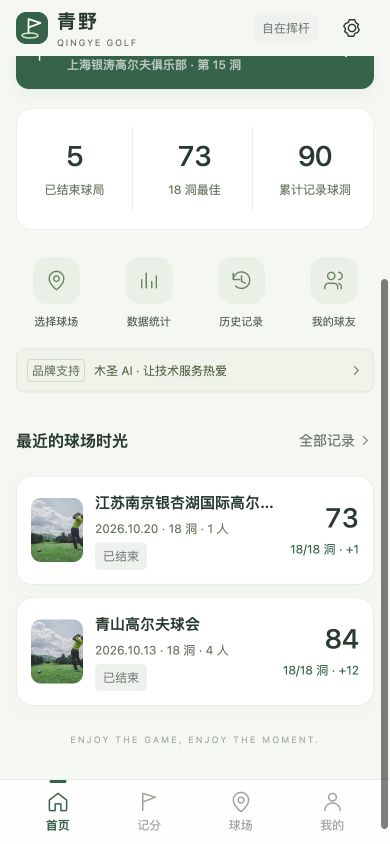 青野
QINGYE GOLF
自在挥杆
上海银涛高尔夫俱乐部 · 第 15 洞
5
已结束球局
73
18 洞最佳
90
累计记录球洞
选择球场
数据统计
历史记录
我的球友
品牌支持
木圣 AI · 让技术服务热爱
最近的球场时光
全部记录
江苏南京银杏湖国际高尔...
2026.10.20 · 18 洞 · 1 人
已结束
73
18/18 洞 · +1
青山高尔夫球会
2026.10.13 · 18 洞 · 4 人
已结束
84
18/18 洞 · +12
ENJOY THE GAME, ENJOY THE MOMENT.
首页
记分
球场
我的